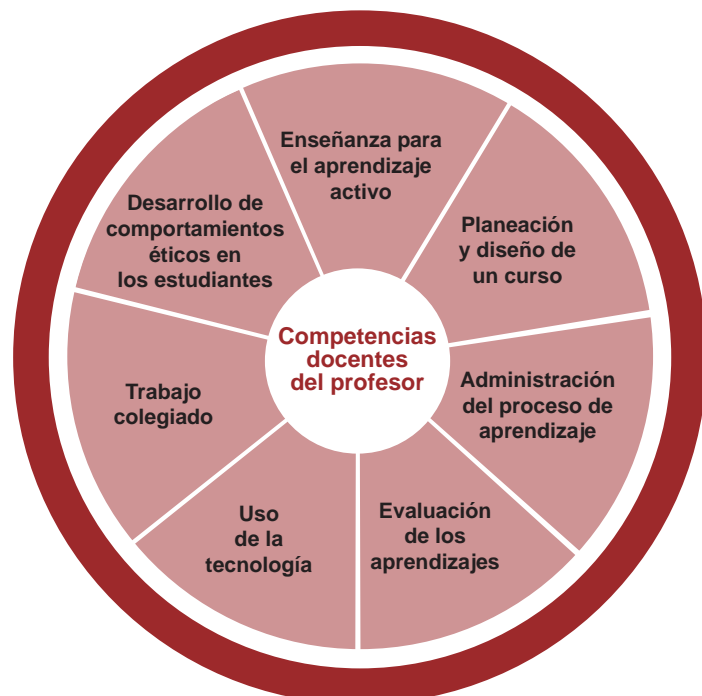 Enseñanza para
el aprendizaje
activo
Planeación
y diseño de
un curso
Administración
del proceso de
aprendizaje
Evaluación
de los
aprendizajes
Uso
de la
tecnología
Trabajo
colegiado
Desarrollo de
comportamientos
éticos en
los estudiantes
Competencias
docentes
del profesor